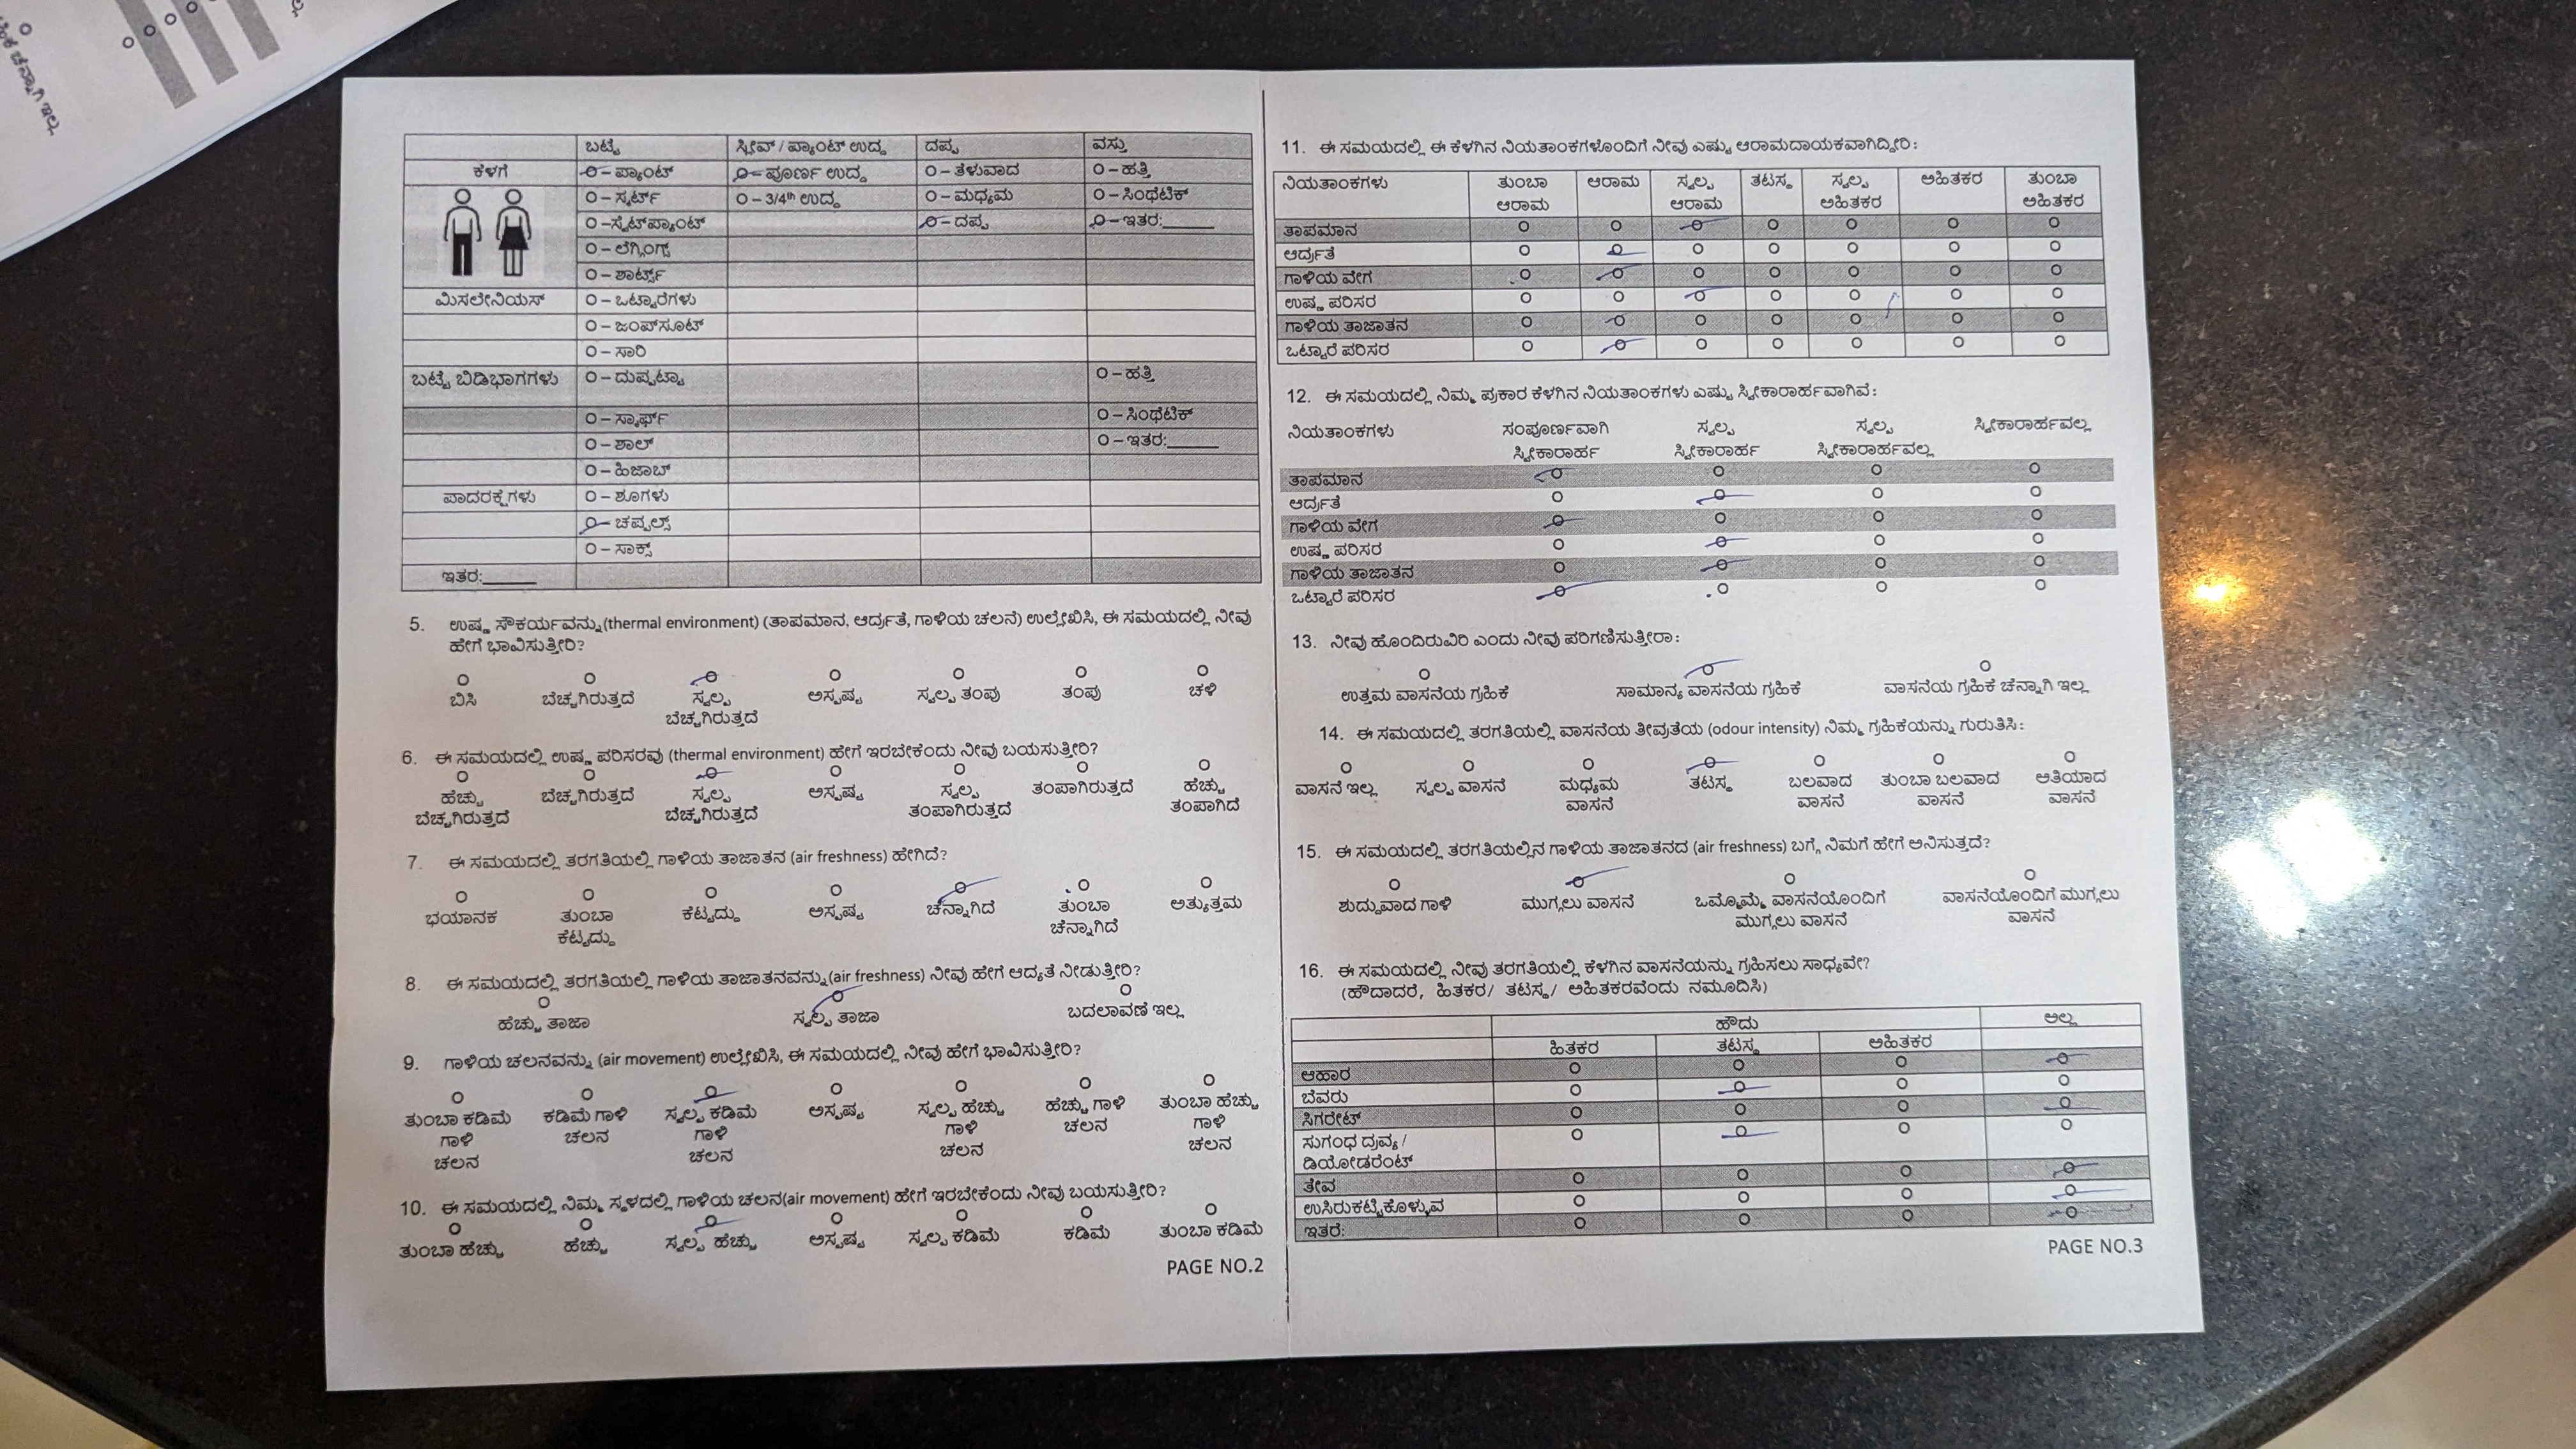 ಚೆನ್ನಾಗಿ ಇಲ್ಲ
ಬಟ್ಟೆ ಸ್ಲೀವ್ / ಪ್ಯಾಂಟ್ ಉದ್ದ ದಪ್ಪ ವಸ್ತು
ಕೆಳಗೆ O – ಪ್ಯಾಂಟ್ O – ಪೂರ್ಣ ಉದ್ದ O – ತೆಳುವಾದ O – ಹತ್ತಿ
O – ಸ್ಕರ್ಟ್ O – 3/4th ಉದ್ದ O – ಮಧ್ಯಮ O – ಸಿಂಥೆಟಿಕ್
O –ಸ್ವೆಟ್‌ಪ್ಯಾಂಟ್ O – ದಪ್ಪ O – ಇತರ:______
O – ಲೆಗ್ಗಿಂಗ್ಸ್
O – ಶಾರ್ಟ್ಸ್
ಮಿಸಲೇನಿಯಸ್ O – ಒಟ್ಟಾರೆಗಳು
O – ಜಂಪ್‌ಸೂಟ್
O – ಸಾರಿ
ಬಟ್ಟೆ ಬಿಡಿಭಾಗಗಳು O – ದುಪ್ಪಟ್ಟಾ O – ಹತ್ತಿ
O – ಸ್ಕಾರ್ಫ್ O – ಸಿಂಥೆಟಿಕ್
O – ಶಾಲ್ O – ಇತರ:______
O – ಹಿಜಾಬ್
ಪಾದರಕ್ಷೆಗಳು O – ಶೂಗಳು
O – ಚಪ್ಪಲ್ಸ್
O – ಸಾಕ್ಸ್
ಇತರ:______
5. ಉಷ್ಣ ಸೌಕರ್ಯವನ್ನು(thermal environment) (ತಾಪಮಾನ, ಆರ್ದ್ರತೆ, ಗಾಳಿಯ ಚಲನೆ) ಉಲ್ಲೇಖಿಸಿ, ಈ ಸಮಯದಲ್ಲಿ ನೀವು
ಹೇಗೆ ಭಾವಿಸುತ್ತೀರಿ?
O O O O O O O
ಬಿಸಿ ಬೆಚ್ಚಗಿರುತ್ತದೆ ಸ್ವಲ್ಪ ಅಸ್ಪಷ್ಟ ಸ್ವಲ್ಪ ತಂಪು ತಂಪು ಚಳಿ
ಬೆಚ್ಚಗಿರುತ್ತದೆ
6. ಈ ಸಮಯದಲ್ಲಿ ಉಷ್ಣ ಪರಿಸರವು (thermal environment) ಹೇಗೆ ಇರಬೇಕೆಂದು ನೀವು ಬಯಸುತ್ತೀರಿ?
O O O O O O O
ಹೆಚ್ಚು ಬೆಚ್ಚಗಿರುತ್ತದೆ ಸ್ವಲ್ಪ ಅಸ್ಪಷ್ಟ ಸ್ವಲ್ಪ ತಂಪಾಗಿರುತ್ತದೆ ಹೆಚ್ಚು
ಬೆಚ್ಚಗಿರುತ್ತದೆ ಬೆಚ್ಚಗಿರುತ್ತದೆ ತಂಪಾಗಿರುತ್ತದೆ ತಂಪಾಗಿದೆ
7. ಈ ಸಮಯದಲ್ಲಿ ತರಗತಿಯಲ್ಲಿ ಗಾಳಿಯ ತಾಜಾತನ (air freshness) ಹೇಗಿದೆ?
O O O O O O O
ಭಯಾನಕ ತುಂಬಾ ಕೆಟ್ಟದ್ದು ಅಸ್ಪಷ್ಟ ಚೆನ್ನಾಗಿದೆ ತುಂಬಾ ಅತ್ಯುತ್ತಮ
ಕೆಟ್ಟದ್ದು ಚೆನ್ನಾಗಿದೆ
8. ಈ ಸಮಯದಲ್ಲಿ ತರಗತಿಯಲ್ಲಿ ಗಾಳಿಯ ತಾಜಾತನವನ್ನು(air freshness) ನೀವು ಹೇಗೆ ಆದ್ಯತೆ ನೀಡುತ್ತೀರಿ?
O O O
ಹೆಚ್ಚು ತಾಜಾ ಸ್ವಲ್ಪ ತಾಜಾ ಬದಲಾವಣೆ ಇಲ್ಲ
9. ಗಾಳಿಯ ಚಲನವನ್ನು (air movement) ಉಲ್ಲೇಖಿಸಿ, ಈ ಸಮಯದಲ್ಲಿ ನೀವು ಹೇಗೆ ಭಾವಿಸುತ್ತೀರಿ?
O O O O O O O
ತುಂಬಾ ಕಡಿಮೆ ಕಡಿಮೆ ಗಾಳಿ ಸ್ವಲ್ಪ ಕಡಿಮೆ ಅಸ್ಪಷ್ಟ ಸ್ವಲ್ಪ ಹೆಚ್ಚು ಹೆಚ್ಚು ಗಾಳಿ ತುಂಬಾ ಹೆಚ್ಚು
ಗಾಳಿ ಚಲನ ಗಾಳಿ ಗಾಳಿ ಚಲನ ಗಾಳಿ
ಚಲನ ಚಲನ ಚಲನ ಚಲನ
10. ಈ ಸಮಯದಲ್ಲಿ ನಿಮ್ಮ ಸ್ಥಳದಲ್ಲಿ ಗಾಳಿಯ ಚಲನ(air movement) ಹೇಗೆ ಇರಬೇಕೆಂದು ನೀವು ಬಯಸುತ್ತೀರಿ?
O O O O O O O
ತುಂಬಾ ಹೆಚ್ಚು ಹೆಚ್ಚು ಸ್ವಲ್ಪ ಹೆಚ್ಚು ಅಸ್ಪಷ್ಟ ಸ್ವಲ್ಪ ಕಡಿಮೆ ಕಡಿಮೆ ತುಂಬಾ ಕಡಿಮೆ
PAGE NO.2
11. ಈ ಸಮಯದಲ್ಲಿ ಈ ಕೆಳಗಿನ ನಿಯತಾಂಕಗಳೊಂದಿಗೆ ನೀವು ಎಷ್ಟು ಆರಾಮದಾಯಕವಾಗಿದ್ದೀರಿ:
ನಿಯತಾಂಕಗಳು ತುಂಬಾ ಆರಾಮ ಸ್ವಲ್ಪ ತಟಸ್ಥ ಸ್ವಲ್ಪ ಅಹಿತಕರ ತುಂಬಾ
ಆರಾಮ ಆರಾಮ ಅಹಿತಕರ ಅಹಿತಕರ
ತಾಪಮಾನ O O O O O O O
ಆರ್ದ್ರತೆ O O O O O O O
ಗಾಳಿಯ ವೇಗ O O O O O O O
ಉಷ್ಣ ಪರಿಸರ O O O O O O O
ಗಾಳಿಯ ತಾಜಾತನ O O O O O O O
ಒಟ್ಟಾರೆ ಪರಿಸರ O O O O O O O
12. ಈ ಸಮಯದಲ್ಲಿ ನಿಮ್ಮ ಪ್ರಕಾರ ಕೆಳಗಿನ ನಿಯತಾಂಕಗಳು ಎಷ್ಟು ಸ್ವೀಕಾರಾರ್ಹವಾಗಿವೆ:
ನಿಯತಾಂಕಗಳು ಸಂಪೂರ್ಣವಾಗಿ ಸ್ವಲ್ಪ ಸ್ವಲ್ಪ ಸ್ವೀಕಾರಾರ್ಹವಲ್ಲ
ಸ್ವೀಕಾರಾರ್ಹ ಸ್ವೀಕಾರಾರ್ಹ ಸ್ವೀಕಾರಾರ್ಹವಲ್ಲ
ತಾಪಮಾನ O O O O
ಆರ್ದ್ರತೆ O O O O
ಗಾಳಿಯ ವೇಗ O O O O
ಉಷ್ಣ ಪರಿಸರ O O O O
ಗಾಳಿಯ ತಾಜಾತನ O O O O
ಒಟ್ಟಾರೆ ಪರಿಸರ O O O O
13. ನೀವು ಹೊಂದಿರುವಿರಿ ಎಂದು ನೀವು ಪರಿಗಣಿಸುತ್ತೀರಾ:
O O O
ಉತ್ತಮ ವಾಸನೆಯ ಗ್ರಹಿಕೆ ಸಾಮಾನ್ಯ ವಾಸನೆಯ ಗ್ರಹಿಕೆ ವಾಸನೆಯ ಗ್ರಹಿಕೆ ಚೆನ್ನಾಗಿ ಇಲ್ಲ
14. ಈ ಸಮಯದಲ್ಲಿ ತರಗತಿಯಲ್ಲಿ ವಾಸನೆಯ ತೀವ್ರತೆಯ (odour intensity) ನಿಮ್ಮ ಗ್ರಹಿಕೆಯನ್ನು ಗುರುತಿಸಿ:
O O O O O O O
ವಾಸನೆ ಇಲ್ಲ ಸ್ವಲ್ಪ ವಾಸನೆ ಮಧ್ಯಮ ತಟಸ್ಥ ಬಲವಾದ ತುಂಬಾ ಬಲವಾದ ಅತಿಯಾದ
ವಾಸನೆ ವಾಸನೆ ವಾಸನೆ ವಾಸನೆ
15. ಈ ಸಮಯದಲ್ಲಿ ತರಗತಿಯಲ್ಲಿನ ಗಾಳಿಯ ತಾಜಾತನದ (air freshness) ಬಗ್ಗೆ ನಿಮಗೆ ಹೇಗೆ ಅನಿಸುತ್ತದೆ?
O O O O
ಶುದ್ದುವಾದ ಗಾಳಿ ಮುಗ್ಗಲು ವಾಸನೆ ಒಮ್ಮೊಮ್ಮೆ ವಾಸನೆಯೊಂದಿಗೆ ವಾಸನೆಯೊಂದಿಗೆ ಮುಗ್ಗಲು
ಮುಗ್ಗಲು ವಾಸನೆ ವಾಸನೆ
16. ಈ ಸಮಯದಲ್ಲಿ ನೀವು ತರಗತಿಯಲ್ಲಿ ಕೆಳಗಿನ ವಾಸನೆಯನ್ನು ಗ್ರಹಿಸಲು ಸಾಧ್ಯವೇ?
(ಹೌದಾದರೆ, ಹಿತಕರ/ ತಟಸ್ಥ/ ಅಹಿತಕರವೆಂದು ನಮೂದಿಸಿ)
ಹೌದು ಅಲ್ಲ
ಹಿತಕರ ತಟಸ್ಥ ಅಹಿತಕರ
ಆಹಾರ O O O O
ಬೆವರು O O O O
ಸಿಗರೇಟ್ O O O O
ಸುಗಂಧ ದ್ರವ್ಯ / O O O O
ಡಿಯೋಡರೆಂಟ್
ತೇವ O O O O
ಉಸಿರುಕಟ್ಟಿಕೊಳ್ಳುವ O O O O
ಇತರೆ: O O O O
PAGE NO.3